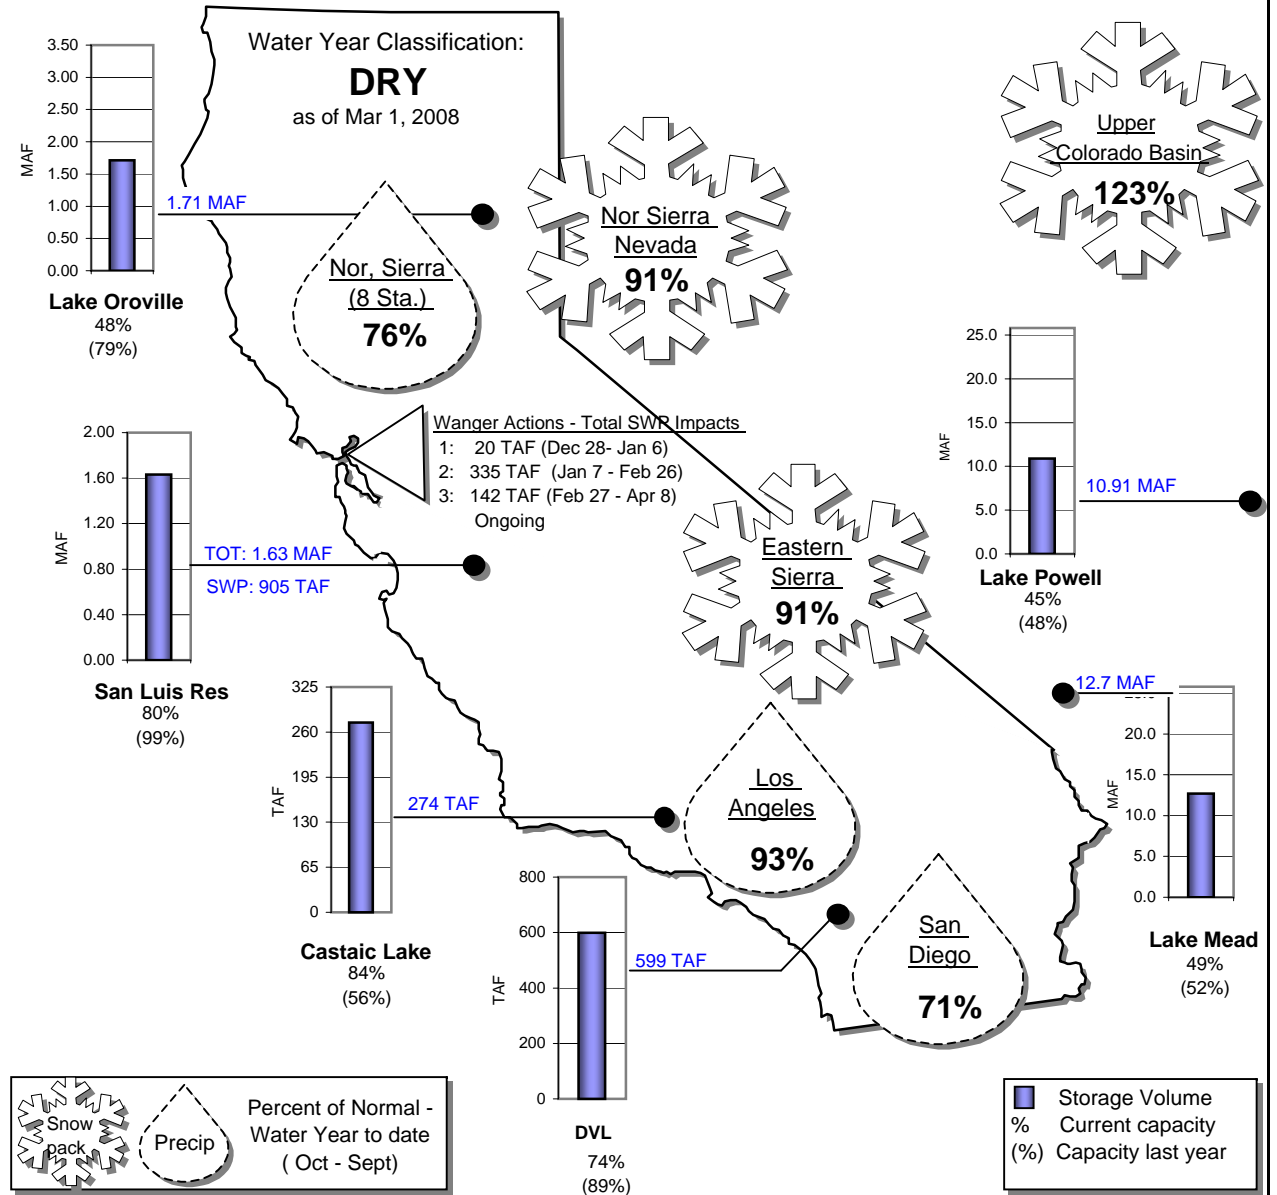 Water Year Classification:
DRY
as of Mar 1, 2008
3.50
3.00
2.50
2.00
1.50
1.00
0.50
0.00
MAF
1.71 MAF
Lake Oroville
48%
(79%)
Nor, Sierra
(8 Sta.)
76%
Nor Sierra
Nevada
91%
Upper
Colorado Basin
123%
Wanger Actions - Total SWP Impacts
1: 20 TAF (Dec 28- Jan 6)
2: 335 TAF (Jan 7 - Feb 26)
3: 142 TAF (Feb 27 - Apr 8)
Ongoing
2.00
1.60
1.20
0.80
0.40
0.00
MAF
TOT: 1.63 MAF
SWP: 905 TAF
San Luis Res
80%
(99%)
Eastern
Sierra
91%
25.0
20.0
15.0
10.0
5.0
0.0
MAF
10.91 MAF
Lake Powell
45%
(48%)
325
260
195
130
65
0
TAF
274 TAF
Castaic Lake
84%
(56%)
Los
Angeles
93%
12.7 MAF
20.0
15.0
10.0
5.0
0.0
MAF
Lake Mead
49%
(52%)
800
600
400
200
0
TAF
599 TAF
DVL
74%
(89%)
San
Diego
71%
Snow
pack
Precip
Percent of Normal -
Water Year to date
( Oct - Sept)
Storage Volume
% Current capacity
(%) Capacity last year